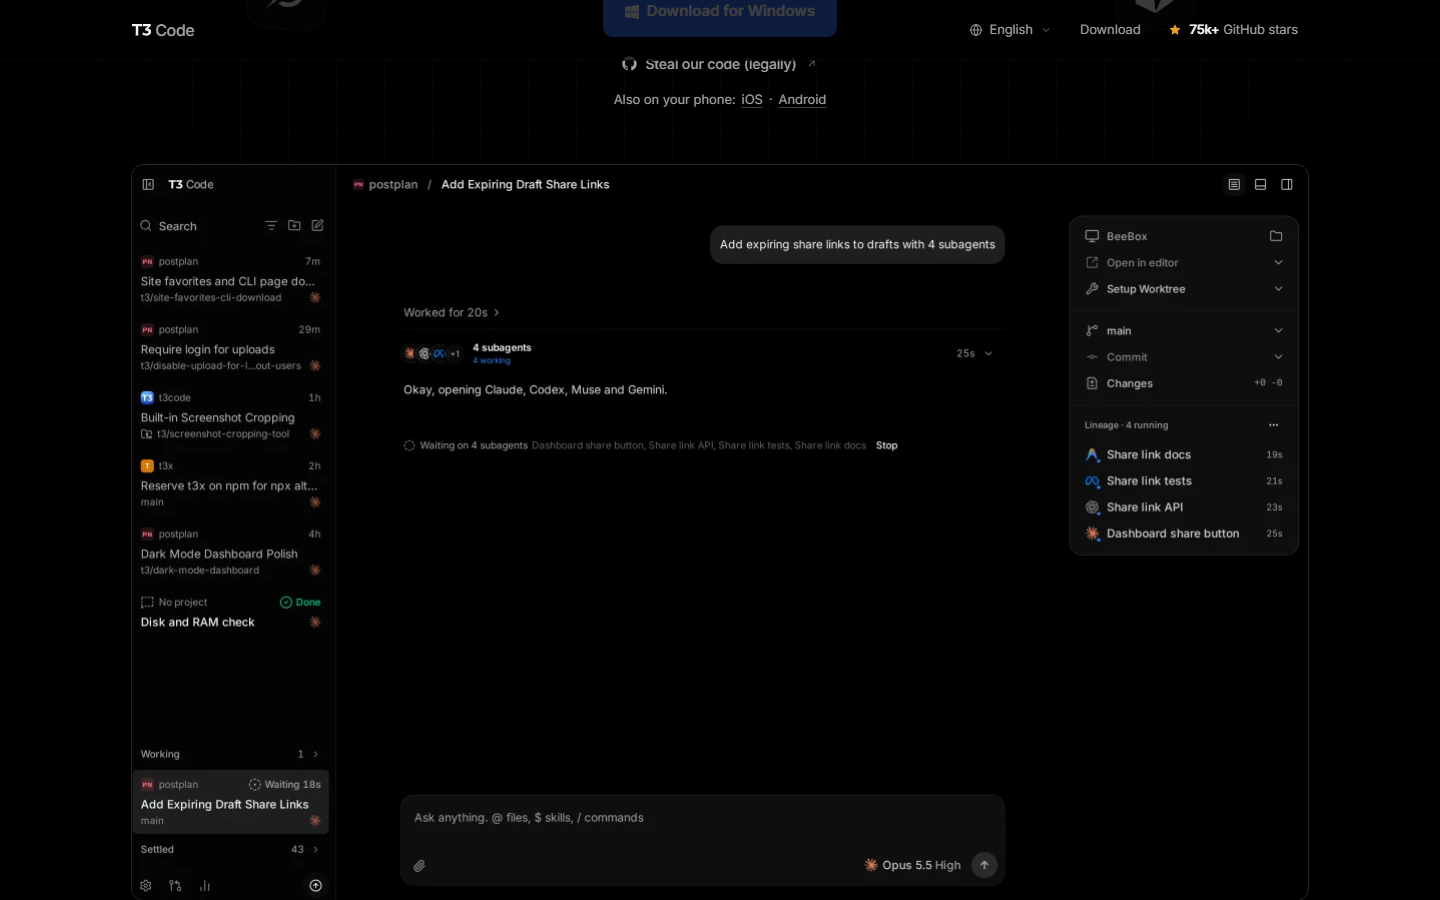 Download for Windows
T3 Code
English
Download
75k+ GitHub stars
Steal our code (legally)
Also on your phone: iOS · Android
T3 Code
Search
PN postplan 7m
Site favorites and CLI page do...
t3/site-favorites-cli-download
PN postplan 29m
Require login for uploads
t3/disable-upload-for-i...out-users
T3 t3code 1h
Built-in Screenshot Cropping
t3/screenshot-cropping-tool
T t3x 2h
Reserve t3x on npm for npx alt...
main
PN postplan 4h
Dark Mode Dashboard Polish
t3/dark-mode-dashboard
No project Done
Disk and RAM check
Working 1
PN postplan Waiting 18s
Add Expiring Draft Share Links
main
Settled 43
PN postplan / Add Expiring Draft Share Links
Add expiring share links to drafts with 4 subagents
Worked for 20s
+1 4 subagents 25s
4 working
Okay, opening Claude, Codex, Muse and Gemini.
Waiting on 4 subagents Dashboard share button, Share link API, Share link tests, Share link docs Stop
Ask anything. @ files, $ skills, / commands
Opus 5.5 High
BeeBox
Open in editor
Setup Worktree
main
Commit
Changes +0 -0
Lineage · 4 running ...
Share link docs 19s
Share link tests 21s
Share link API 23s
Dashboard share button 25s